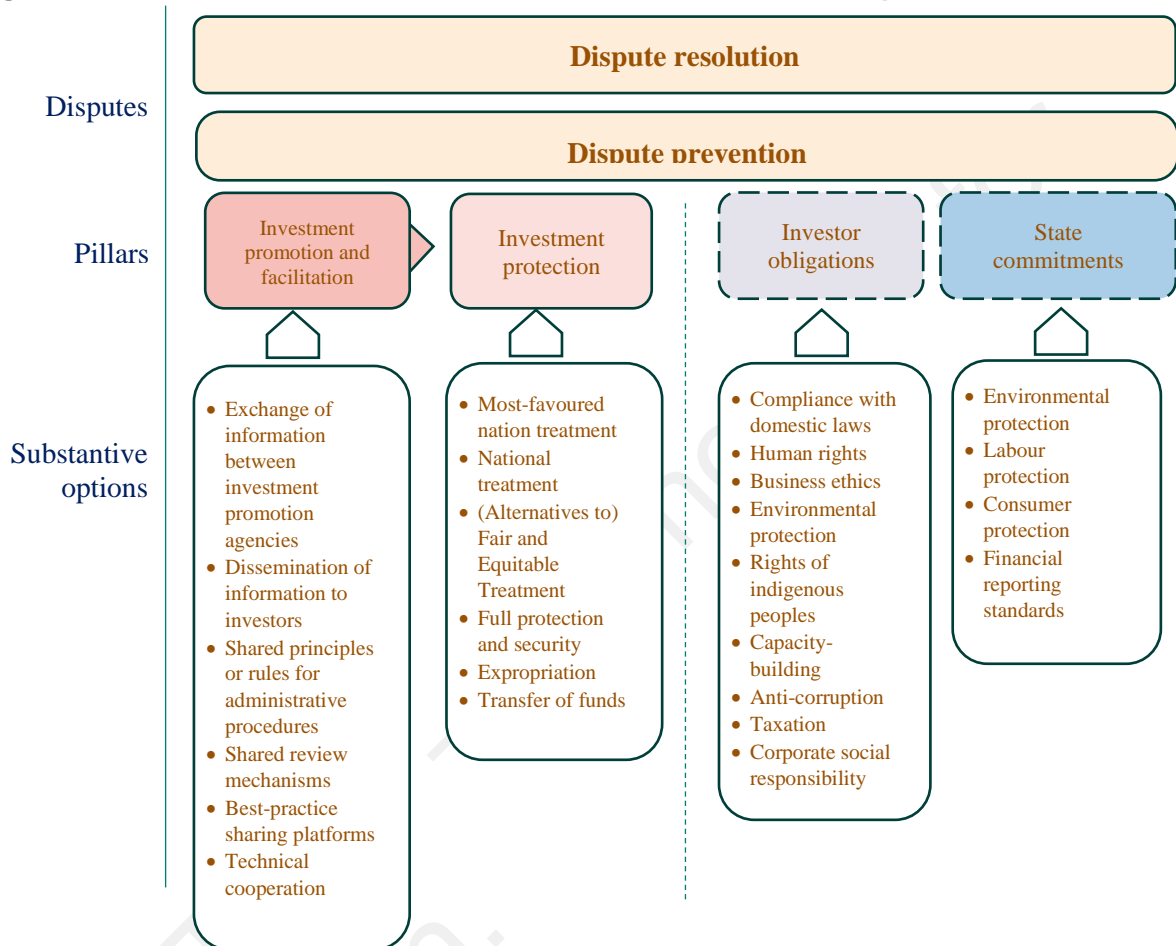 Dispute resolution
Disputes
Dispute prevention
Pillars
Investment
promotion and
facilitation
Investment
protection
Investor
obligations
State
commitments
Substantive
options
• Exchange of
information
between
investment
promotion
agencies
• Dissemination of
information to
investors
• Shared principles
or rules for
administrative
procedures
• Shared review
mechanisms
• Best-practice
sharing platforms
• Technical
cooperation
• Most-favoured
nation treatment
• National
treatment
• (Alternatives to)
Fair and
Equitable
Treatment
• Full protection
and security
• Expropriation
• Transfer of funds
• Compliance with
domestic laws
• Human rights
• Business ethics
• Environmental
protection
• Rights of
indigenous
peoples
• Capacity-
building
• Anti-corruption
• Taxation
• Corporate social
responsibility
• Environmental
protection
• Labour
protection
• Consumer
protection
• Financial
reporting
standards